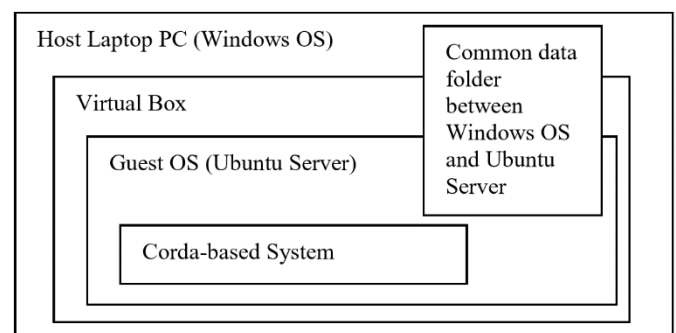 Host Laptop PC (Windows OS)
Common data
folder
between
Windows OS
and Ubuntu
Server
Virtual Box
Guest OS (Ubuntu Server)
Corda-based System